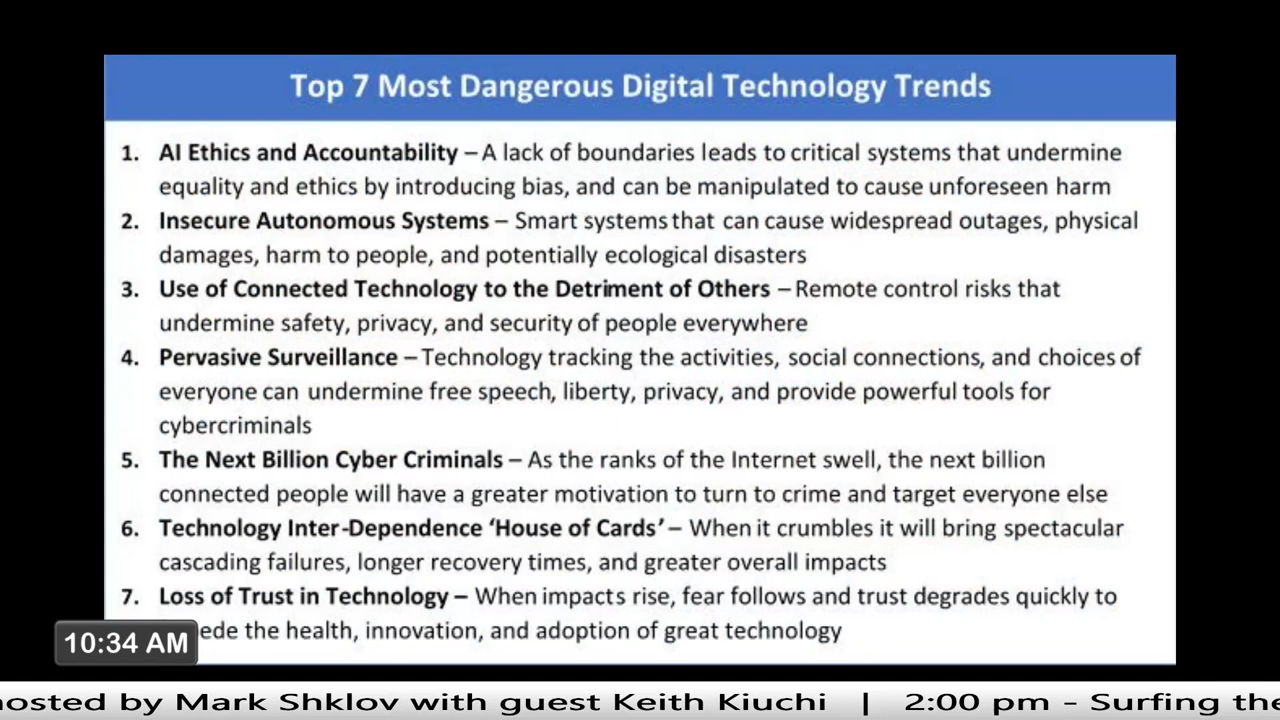 Top 7 Most Dangerous Digital Technology Trends
1. AI Ethics and Accountability – A lack of boundaries leads to critical systems that undermine
equality and ethics by introducing bias, and can be manipulated to cause unforeseen harm
2. Insecure Autonomous Systems – Smart systems that can cause widespread outages, physical
damages, harm to people, and potentially ecological disasters
3. Use of Connected Technology to the Detriment of Others – Remote control risks that
undermine safety, privacy, and security of people everywhere
4. Pervasive Surveillance – Technology tracking the activities, social connections, and choices of
everyone can undermine free speech, liberty, privacy, and provide powerful tools for
cybercriminals
5. The Next Billion Cyber Criminals – As the ranks of the Internet swell, the next billion
connected people will have a greater motivation to turn to crime and target everyone else
6. Technology Inter-Dependence ‘House of Cards’ – When it crumbles it will bring spectacular
cascading failures, longer recovery times, and greater overall impacts
7. Loss of Trust in Technology – When impacts rise, fear follows and trust degrades quickly to
ede the health, innovation, and adoption of great technology
10:34 AM
osted by Mark Shklov with guest Keith Kiuchi | 2:00 pm - Surfing the